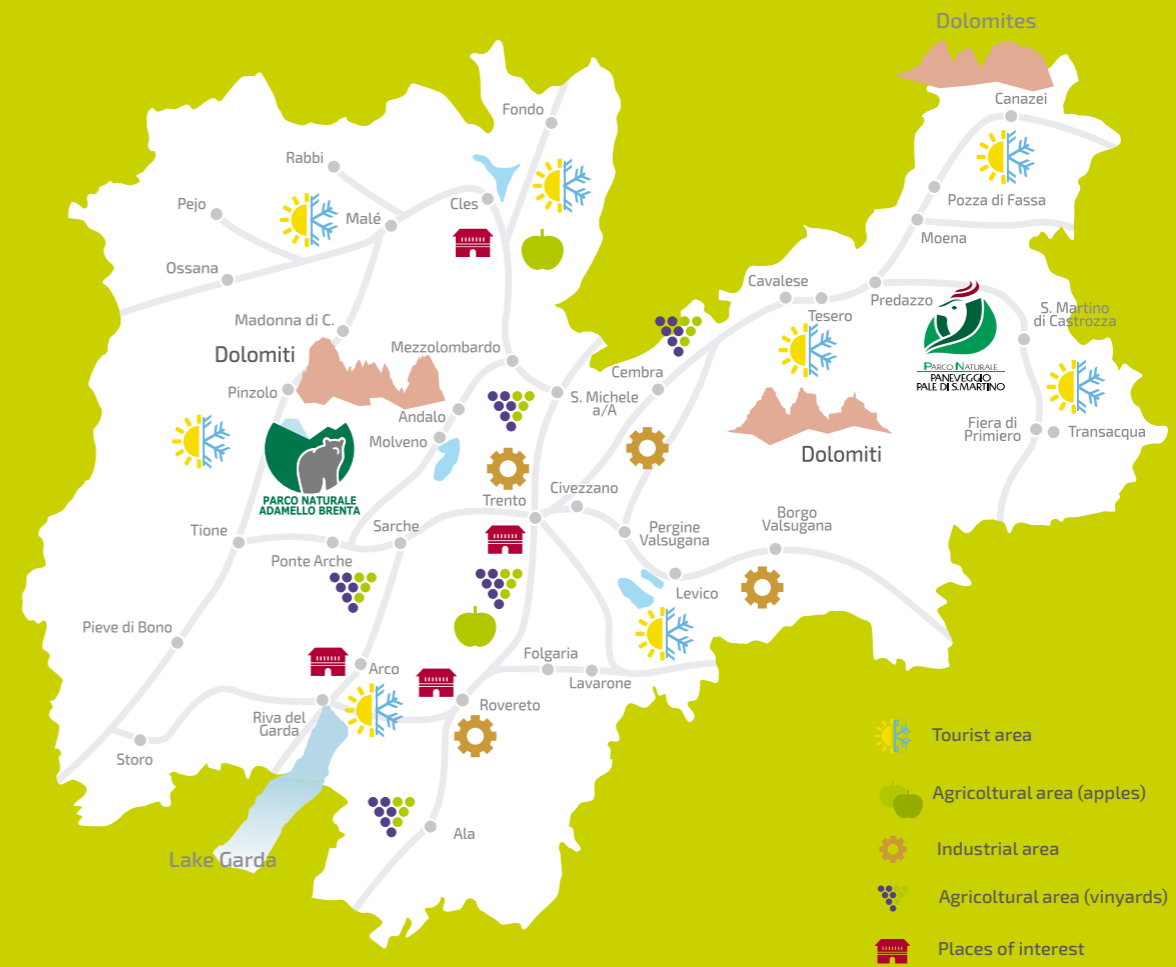 Dolomites
Canazei
Fondo
Rabbi
Pozza di Fassa
Pejo
Malé
Cles
Moena
Ossana
Cavalese
Tesero
Predazzo
S. Martino
di Castrozza
Madonna di C.
Dolomiti
Mezzolombardo
Cembra
PARCO NATURALE
PANEVEGGIO
PALE DI S.MARTINO
Pinzolo
Andalo
S. Michele
a/A
Molveno
Fiera di
Primiero
Transacqua
Dolomiti
PARCO NATURALE
ADAMELLO BRENTA
Trento
Civezzano
Tione
Sarche
Pergine
Valsugana
Borgo
Valsugana
Ponte Arche
Levico
Pieve di Bono
Folgaria
Arco
Lavarone
Riva del
Garda
Rovereto
Storo
Ala
Lake Garda
Tourist area
Agricoltural area (apples)
Industrial area
Agricoltural area (vinyards)
Places of interest